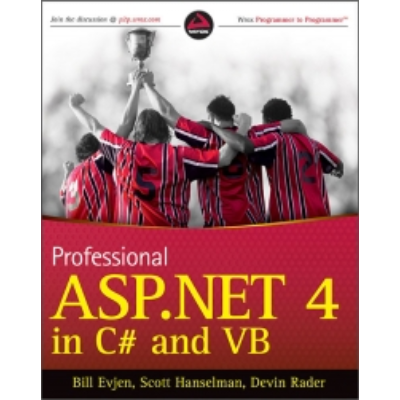 Join the discussion @ p2p.wrox.com
Wrox Programmer to Programmer™
Professional
ASP.NET 4
in C# and VB
Bill Evjen, Scott Hanselman, Devin Rader